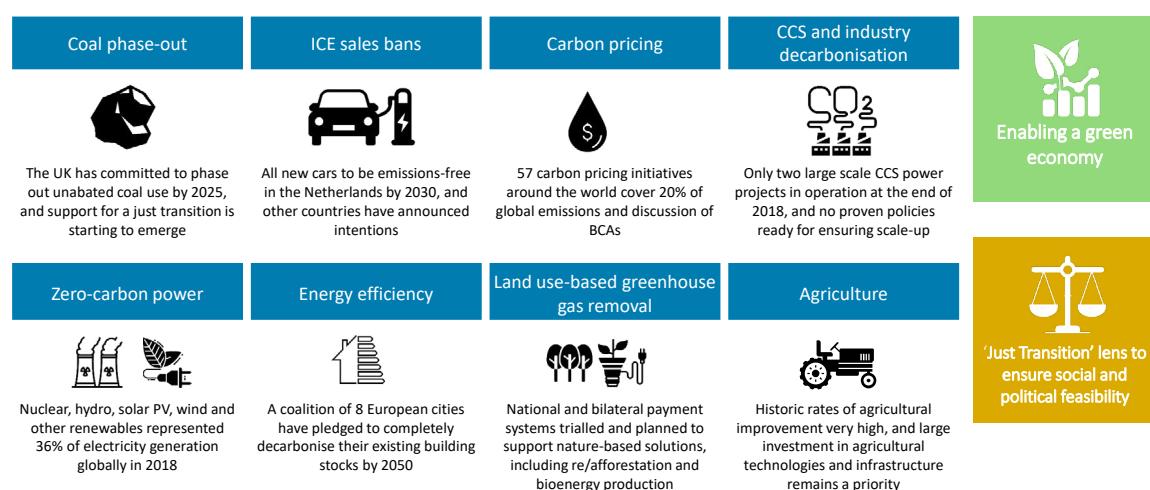 Coal phase-out
The UK has committed to phase
out unabated coal use by 2025,
and support for a just transition is
starting to emerge
ICE sales bans
All new cars to be emissions-free
in the Netherlands by 2030, and
other countries have announced
intentions
Carbon pricing
$
57 carbon pricing initiatives
around the world cover 20% of
global emissions and discussion of
BCAs
CCS and industry
decarbonisation
CO2
Only two large scale CCS power
projects in operation at the end of
2018, and no proven policies
ready for ensuring scale-up
Zero-carbon power
Nuclear, hydro, solar PV, wind and
other renewables represented
36% of electricity generation
globally in 2018
Energy efficiency
A coalition of 8 European cities
have pledged to completely
decarbonise their existing building
stocks by 2050
Land use-based greenhouse
gas removal
National and bilateral payment
systems trialled and planned to
support nature-based solutions,
including re/afforestation and
bioenergy production
Agriculture
Historic rates of agricultural
improvement very high, and large
investment in agricultural
technologies and infrastructure
remains a priority
Enabling a green
economy
'Just Transition' lens to
ensure social and
political feasibility